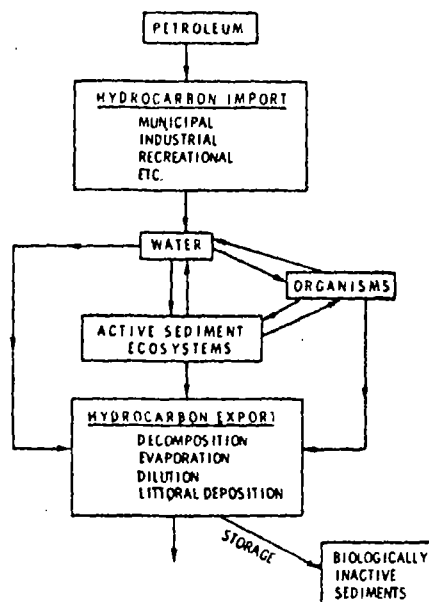 PETROLEUM
HYDROCARBON IMPORT
MUNICIPAL
INDUSTRIAL
RECREATIONAL
ETC.
WATER
ORGANISMS
ACTIVE SEDIMENT
ECOSYSTEMS
HYDROCARBON EXPORT
DECOMPOSITION
EVAPORATION
DILUTION
LITTORAL DEPOSITION
STORAGE
BIOLOGICALLY
INACTIVE
SEDIMENTS